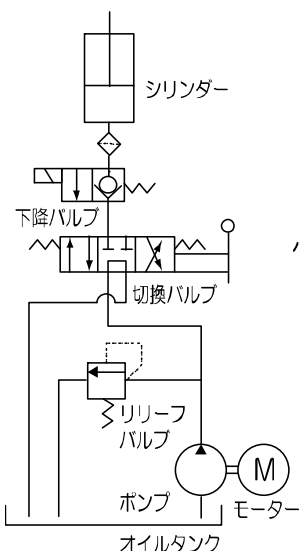 シリンダー
下降バルブ
切換バルブ
リリーフ
バルブ
ポンプ
M
モーター
オイルタンク